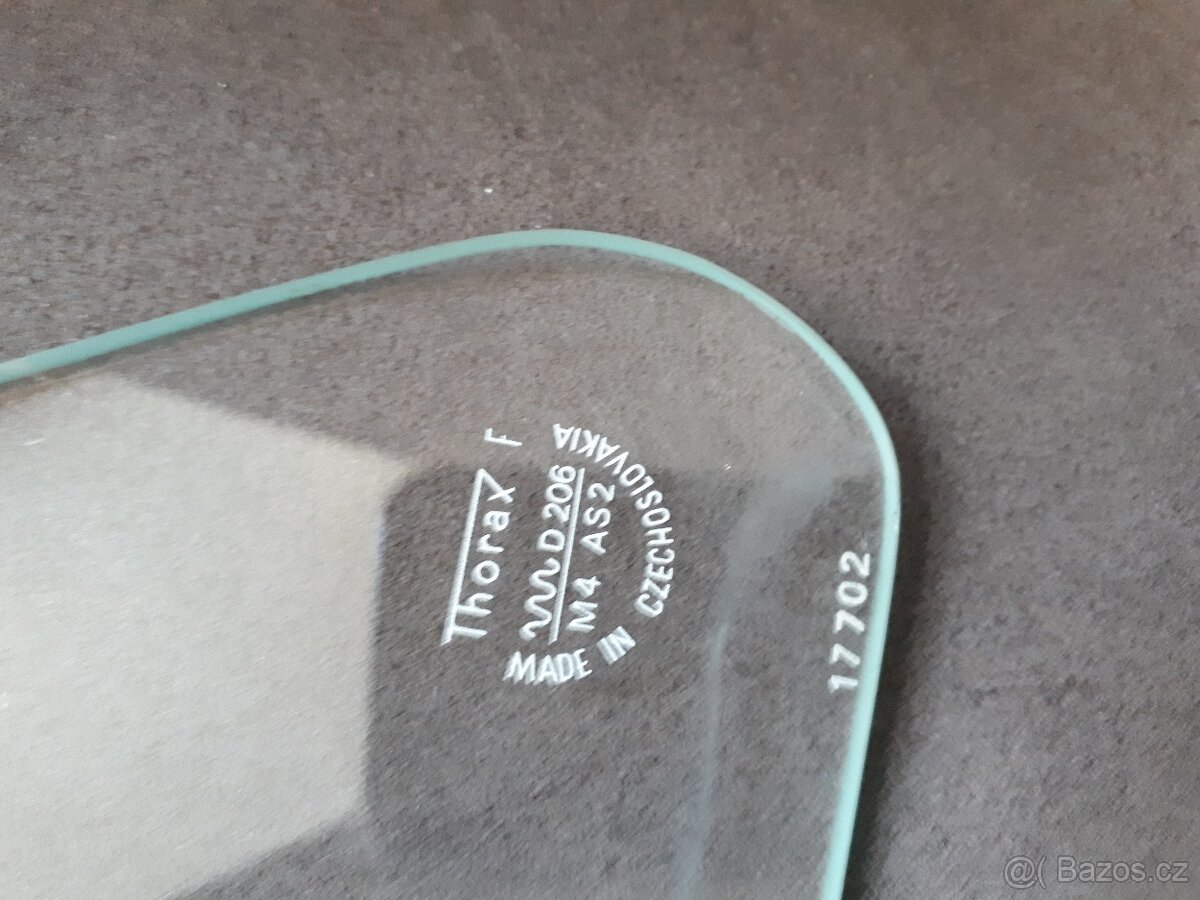 Thorax F
D206
M4 AS2
MADE IN CZECHOSLOVAKIA
17702
@( Bazos.cz